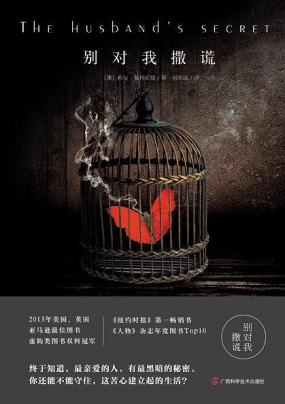 THE HUSBAND'S SECRET
别对我撒谎
2013年美国、英国
亚马逊最佳图书
虚构类图书双料冠军
《纽约时报》第一畅销书
《人物》杂志年度图书Top10
别对我
撒谎
终于知道，最亲爱的人，有最黑暗的秘密。
你还能不能守住，这苦心建立起的生活？
广西科学技术出版社